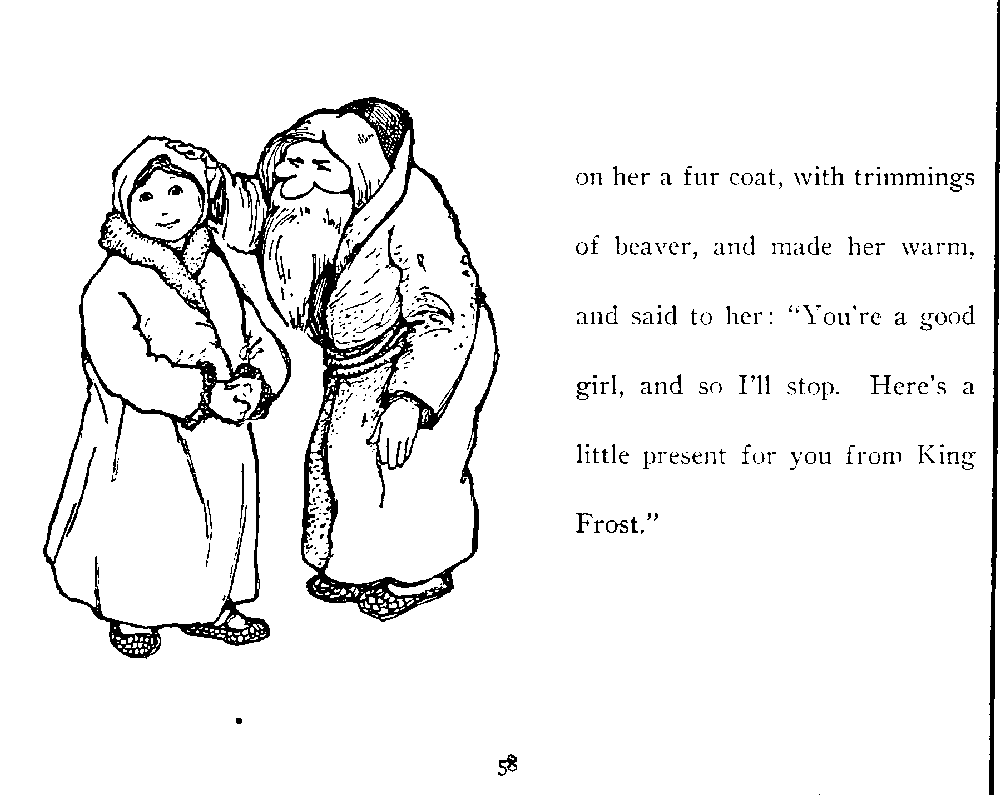 on her a fur coat, with trimmings
of beaver, and made her warm,
and said to her: “You're a good
girl, and so I'll stop. Here's a
little present for you from King
Frost.”
58